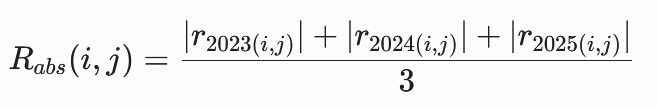 $R_{abs}(i,j) = \frac{|r_{2023(i,j)}| + |r_{2024(i,j)}| + |r_{2025(i,j)}|}{3}$